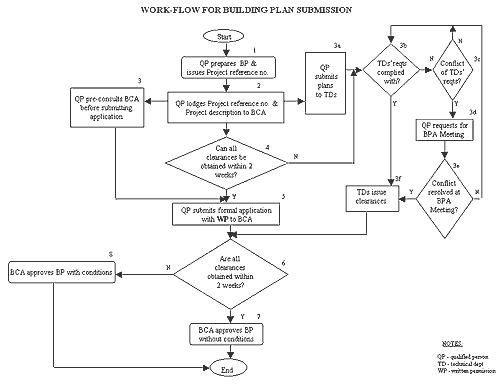 WORK-FLOW FOR BUILDING PLAN SUBMISSION
Start
1
QP prepares BP &
issues Project reference no.
2
QP lodges Project reference no. &
Project description to BCA
3
QP pre-consults BCA
before submitting
application
3a
QP
submits
plans
to TDs
3b
TDs'reqts
complied
with?
N
Y
3c
Conflict
of TDs'
reqts?
N
Y
3d
QP requests for
BPA Meeting
3e
Conflict
resolved at
BPA
Meeting?
N
Y
3f
TDs issue
clearances
4
Can all
clearances be
obtained within 2
weeks?
N
Y
5
QP submits formal application
with WP to BCA
6
Are all
clearances
obtained within
2 weeks?
N
Y
7
BCA approves BP
without conditions
8
BCA approves BP with conditions
End
NOTES:
QP - qualified person
TD - technical dept
WP - written permission